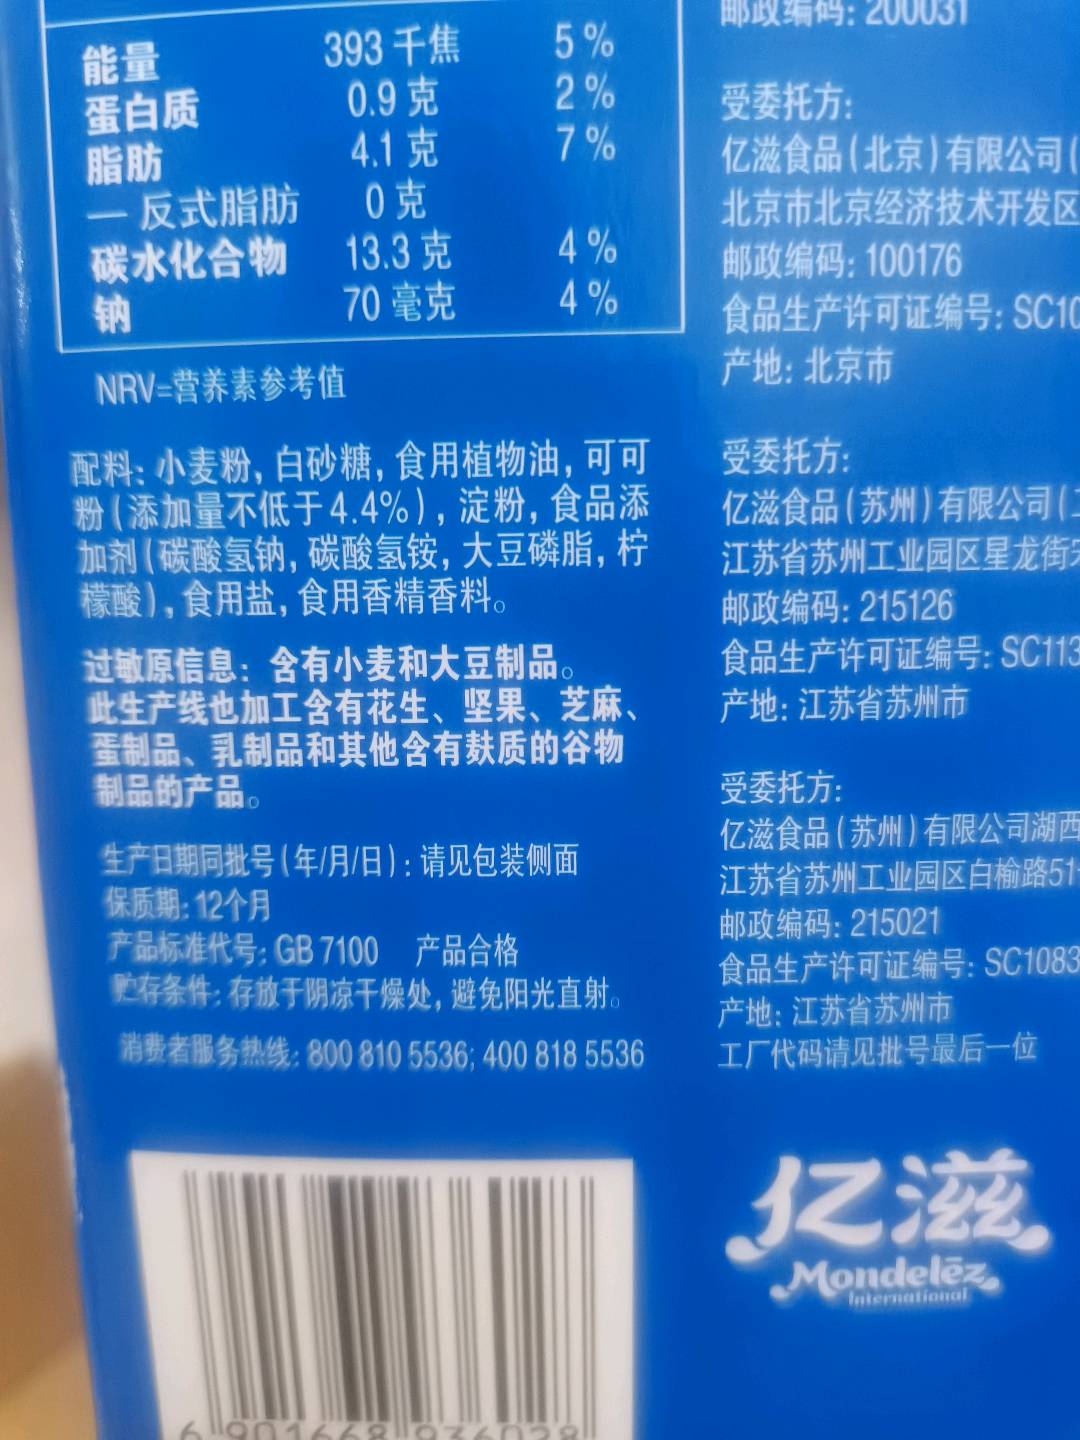 能量 393 千焦 5 %
蛋白质 0.9 克 2 %
脂肪 4.1 克 7 %
— 反式脂肪 0 克
碳水化合物 13.3 克 4 %
钠 70 毫克 4 %
NRV=营养素参考值
配料: 小麦粉, 白砂糖, 食用植物油, 可可
粉 (添加量不低于 4.4%), 淀粉, 食品添
加剂 (碳酸氢钠, 碳酸氢铵, 大豆磷脂, 柠
檬酸), 食用盐, 食用香精香料。
过敏原信息: 含有小麦和大豆制品。
此生产线也加工含有花生、坚果、芝麻、
蛋制品、乳制品和其他含有麸质的谷物
制品的产品。
生产日期同批号 (年/月/日): 请见包装侧面
保质期: 12个月
产品标准代号: GB 7100 产品合格
贮存条件: 存放于阴凉干燥处, 避免阳光直射。
消费者服务热线: 800 810 5536; 400 818 5536
6 901668 936028
邮政编码: 200031
受委托方:
亿滋食品 (北京) 有限公司 (
北京市北京经济技术开发区
邮政编码: 100176
食品生产许可证编号: SC10
产地: 北京市
受委托方:
亿滋食品 (苏州) 有限公司 (
江苏省苏州工业园区星龙街
邮政编码: 215126
食品生产许可证编号: SC113
产地: 江苏省苏州市
受委托方:
亿滋食品 (苏州) 有限公司湖西
江苏省苏州工业园区白榆路51
邮政编码: 215021
食品生产许可证编号: SC1083
产地: 江苏省苏州市
工厂代码请见批号最后一位
亿滋
Mondelēz
International